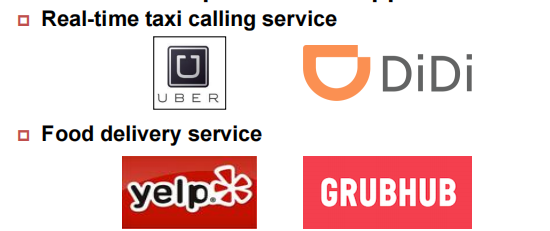 Real-time taxi calling service
U
UBER
DiDi
Food delivery service
yelp
GRUBHUB